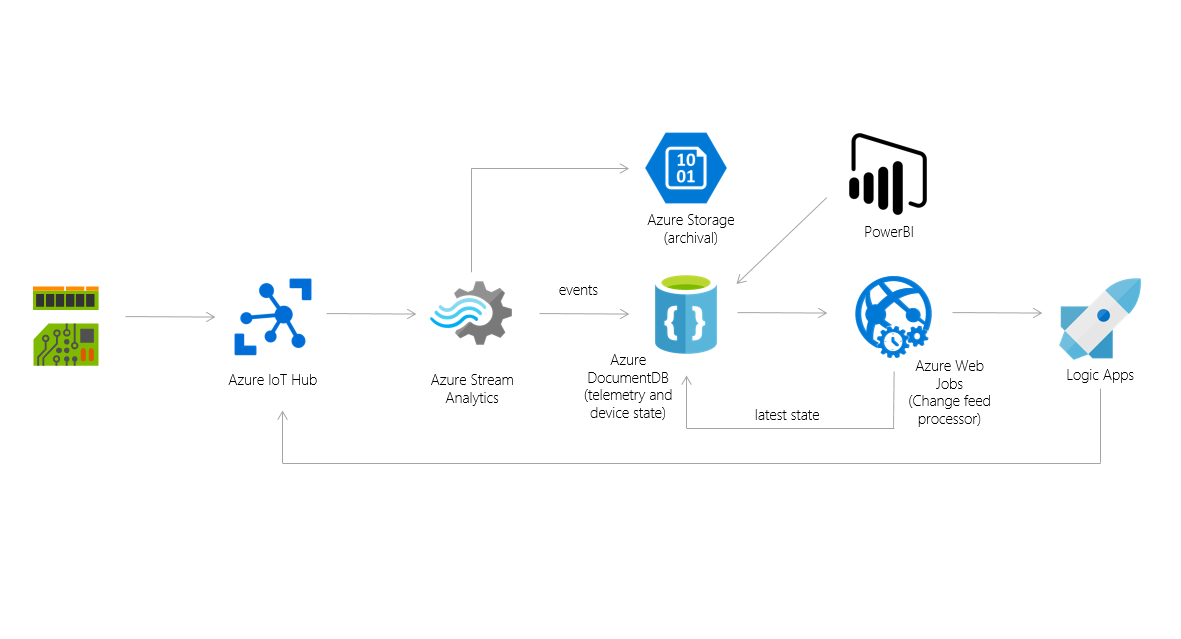 10
01
Azure Storage
(archival)
PowerBI
events
{ }
Azure IoT Hub
Azure Stream
Analytics
Azure
DocumentDB
(telemetry and
device state)
latest state
Azure Web
Jobs
(Change feed
processor)
Logic Apps